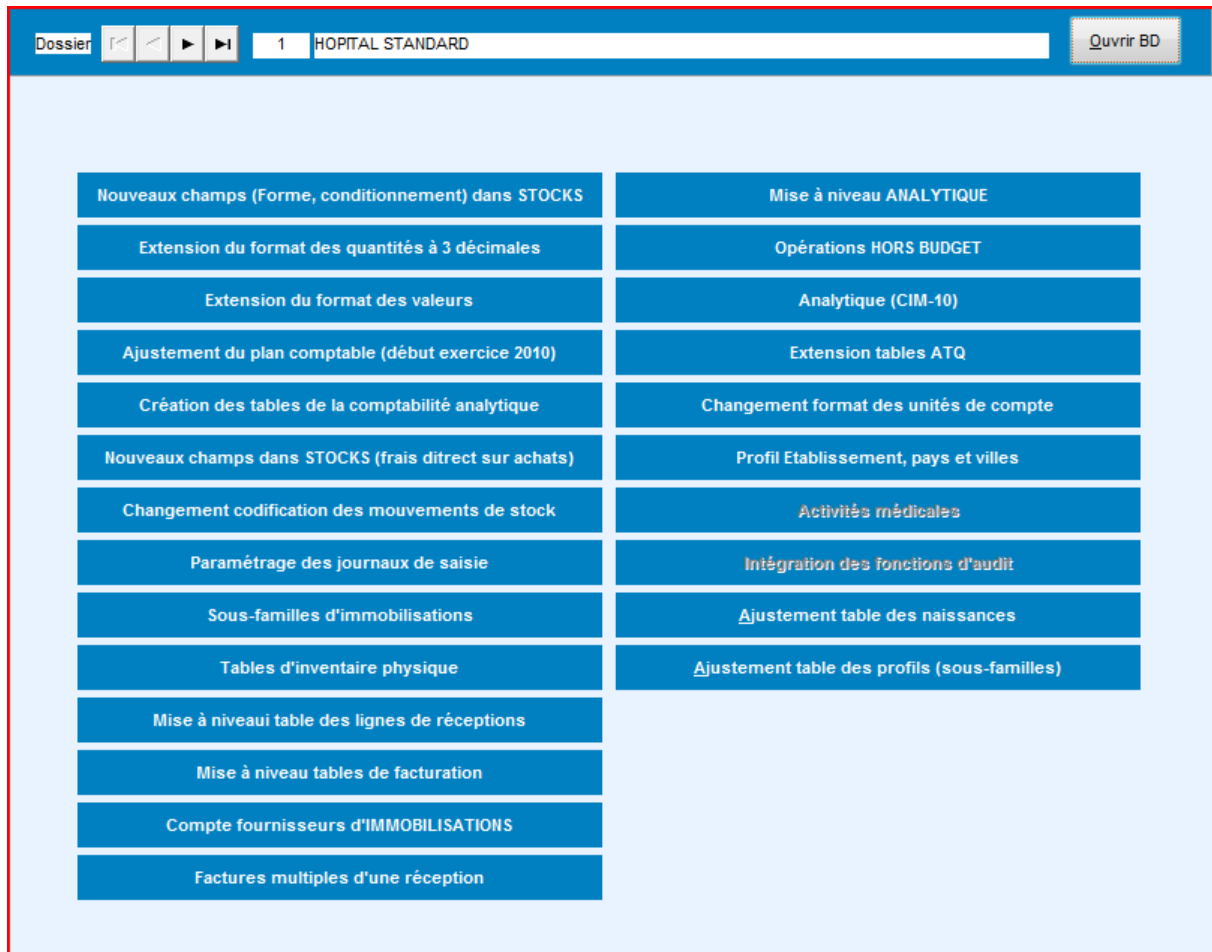 Dossier 1 HOPITAL STANDARD Ouvrir BD
Nouveaux champs (Forme, conditionnement) dans STOCKS
Extension du format des quantités à 3 décimales
Extension du format des valeurs
Ajustement du plan comptable (début exercice 2010)
Création des tables de la comptabilité analytique
Nouveaux champs dans STOCKS (frais ditrect sur achats)
Changement codification des mouvements de stock
Paramétrage des journaux de saisie
Sous-familles d'immobilisations
Tables d'inventaire physique
Mise à niveaui table des lignes de réceptions
Mise à niveau tables de facturation
Compte fournisseurs d'IMMOBILISATIONS
Factures multiples d'une réception
Mise à niveau ANALYTIQUE
Opérations HORS BUDGET
Analytique (CIM-10)
Extension tables ATQ
Changement format des unités de compte
Profil Etablissement, pays et villes
Activités médicales
Intégration des fonctions d'audit
Ajustement table des naissances
Ajustement table des profils (sous-familles)